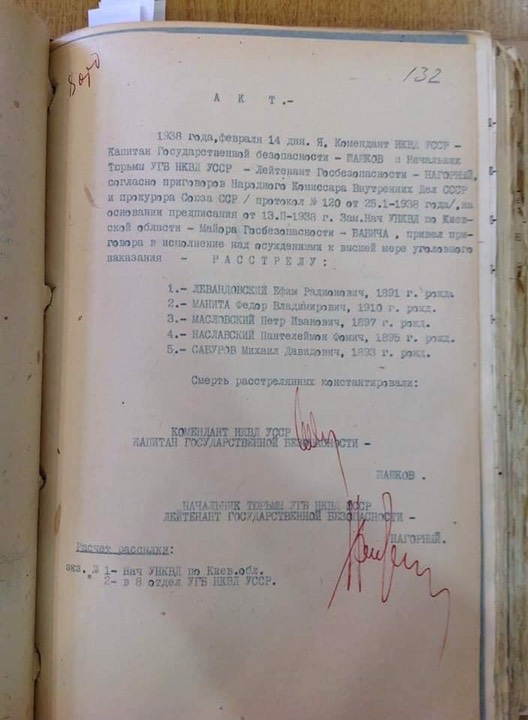 132
А К Т.-
1938 года, февраля 14 дня. Я, Комендант НКВД УССР -
Капитан Государственной безопасности - ШАШКОВ и Начальник
Тюрьмы УГБ НКВД УССР - Лейтенант Госбезопасности - НАГОРНЫЙ,
согласно приговоров Народного Комиссара Внутренних Дел СССР
и прокурора Союза ССР / протокол № 120 от 25.1-1938 года/, на
основании предписания от 13.II-1938 г. Зам.Нач УНКВД по Киев-
ской области - Майора Госбезопасности - ВАБИЧА , привел при-
говора в исполнение над осужденными к высшей мере уголовного
наказания - Р А С С Т Р Е Л У :
1.- ЛЕВАНДОВСКИЙ Ефим Радионович, 1891 г. рожд.
2.- МАНИТА Федор Владимирович, 1910 г. рожд.
3.- МАСЛОВСКИЙ Петр Иванович, 1897 г. рожд.
4.- НАСЛАВСКИЙ Пантелеймон Фомич, 1895 г. рожд.
5.- САБУРОВ Михаил Давидович, 1893 г. рожд.
Смерть расстрелянных константировали:
КОМЕНДАНТ НКВД УССР
КАПИТАН ГОСУДАРСТВЕННОЙ БЕЗОПАСНОСТИ -
ШАШКОВ .
НАЧАЛЬНИК ТЮРЬМЫ УГБ НКВД УССР
ЛЕЙТЕНАНТ ГОСУДАРСТВЕННОЙ БЕЗОПАСНОСТИ -
НАГОРНЫЙ.
Расчет рассылки:
экз. № 1- Нач УНКВД по Киев.обл.
2- в 8 отдел УГБ НКВД УССР.